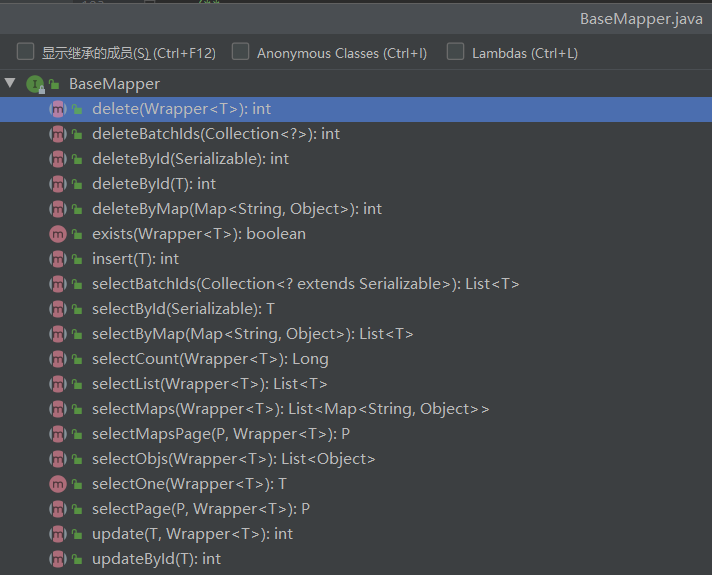 BaseMapper.java
显示继承的成员(S) (Ctrl+F12) Anonymous Classes (Ctrl+I) Lambdas (Ctrl+L)
BaseMapper
delete(Wrapper<T>): int
deleteBatchIds(Collection<?>): int
deleteById(Serializable): int
deleteById(T): int
deleteByMap(Map<String, Object>): int
exists(Wrapper<T>): boolean
insert(T): int
selectBatchIds(Collection<? extends Serializable>): List<T>
selectById(Serializable): T
selectByMap(Map<String, Object>): List<T>
selectCount(Wrapper<T>): Long
selectList(Wrapper<T>): List<T>
selectMaps(Wrapper<T>): List<Map<String, Object>>
selectMapsPage(P, Wrapper<T>): P
selectObjs(Wrapper<T>): List<Object>
selectOne(Wrapper<T>): T
selectPage(P, Wrapper<T>): P
update(T, Wrapper<T>): int
updateById(T): int